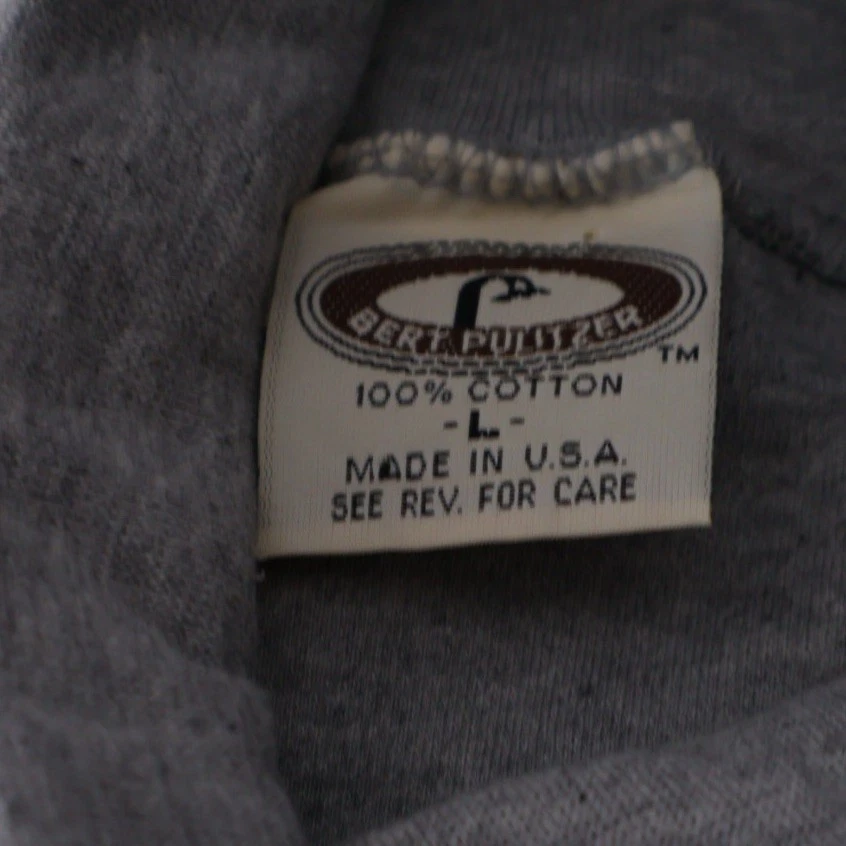 BERT PULITZER
TM
100% COTTON
- L -
MADE IN U.S.A.
SEE REV. FOR CARE